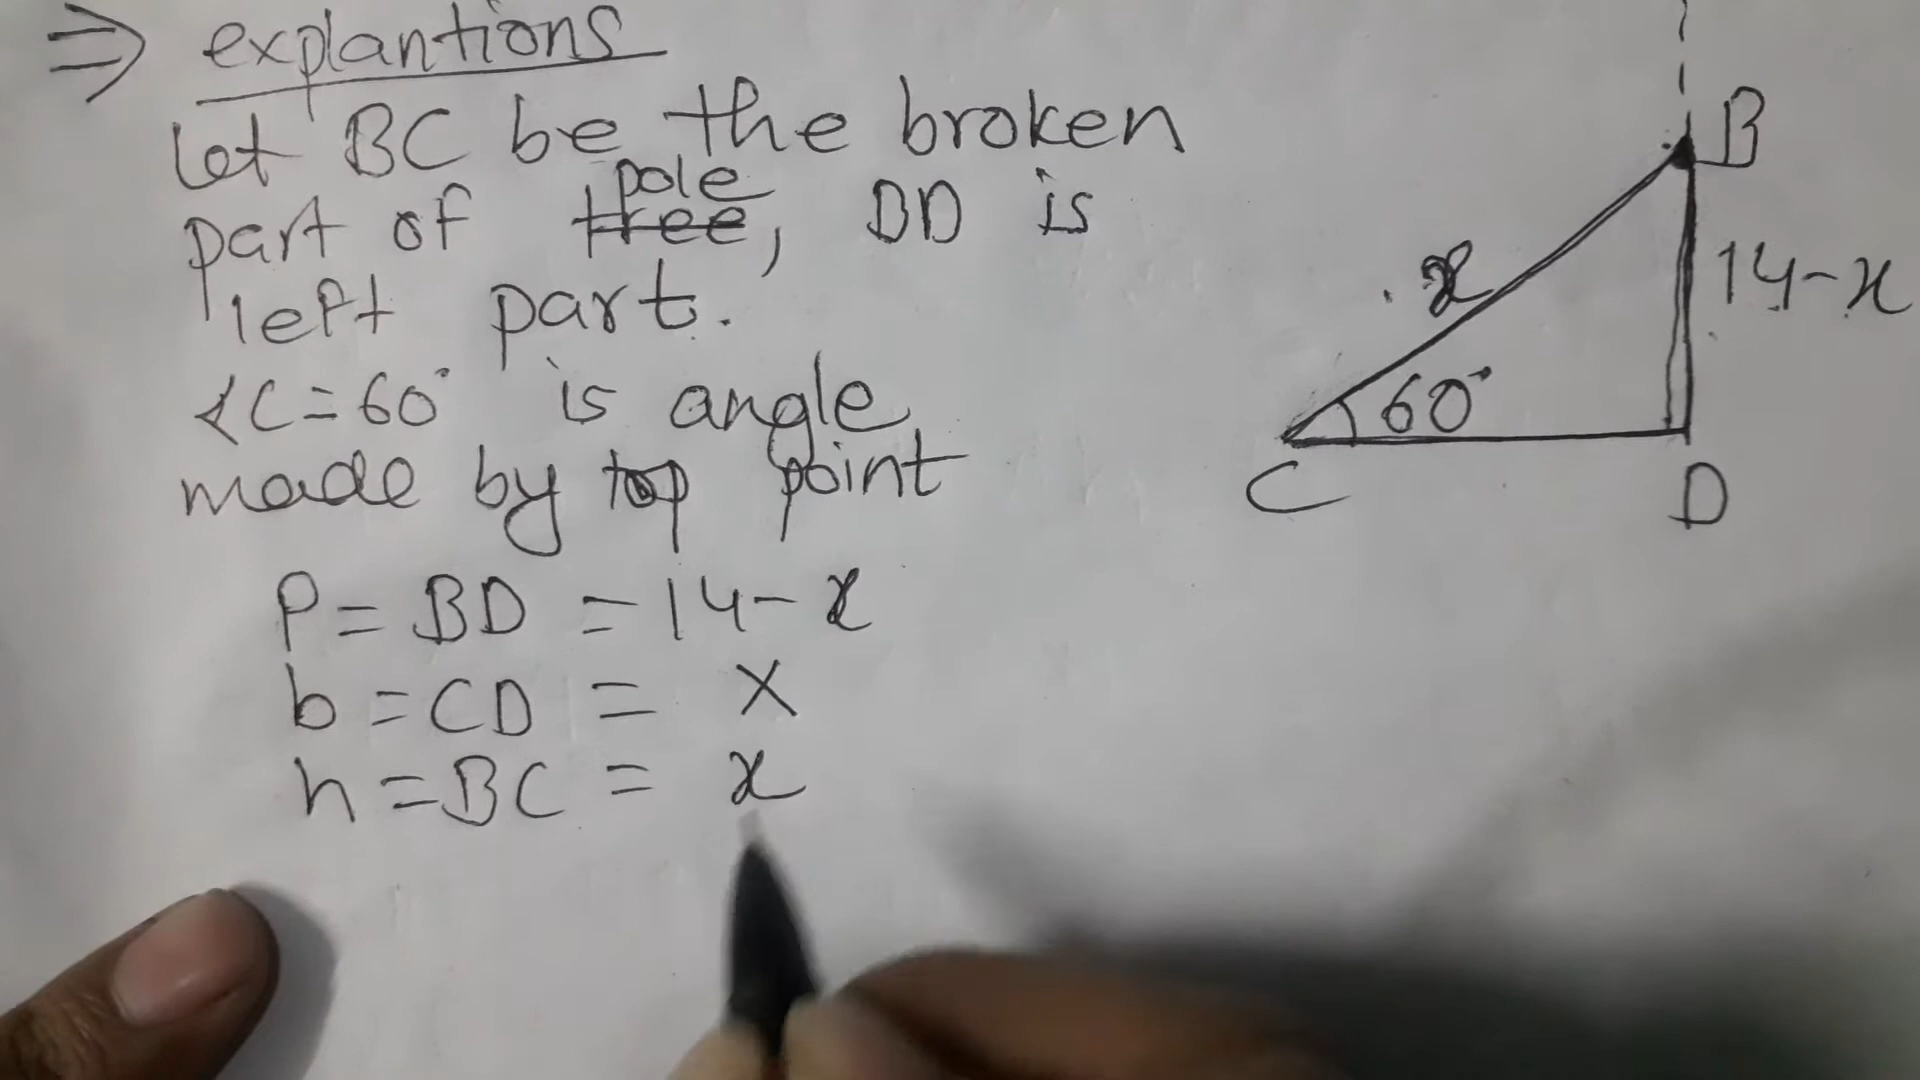 ⇒ explantions
Let BC be the broken
part of tree pole, BD is
left part.
∠C = 60° is angle
made by top point
P = BD = 14 - x
b = CD = ×
h = BC = x
B
x
14 - x
60°
C
D